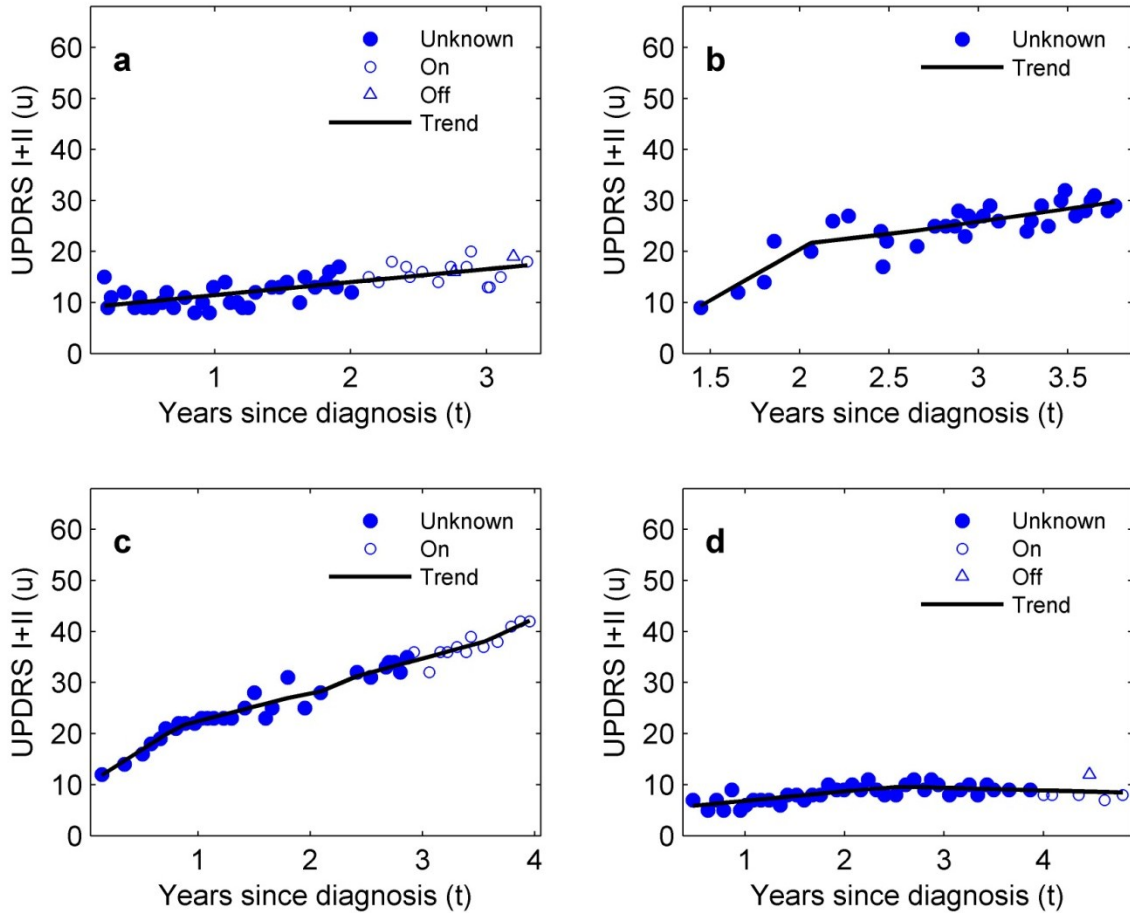 a
Unknown
On
Off
Trend
UPDRS I+II (u)
60
50
40
30
20
10
0
1 2 3
Years since diagnosis (t)
b
Unknown
Trend
UPDRS I+II (u)
60
50
40
30
20
10
0
1.5 2 2.5 3 3.5
Years since diagnosis (t)
c
Unknown
On
Trend
UPDRS I+II (u)
60
50
40
30
20
10
0
1 2 3 4
Years since diagnosis (t)
d
Unknown
On
Off
Trend
UPDRS I+II (u)
60
50
40
30
20
10
0
1 2 3 4
Years since diagnosis (t)